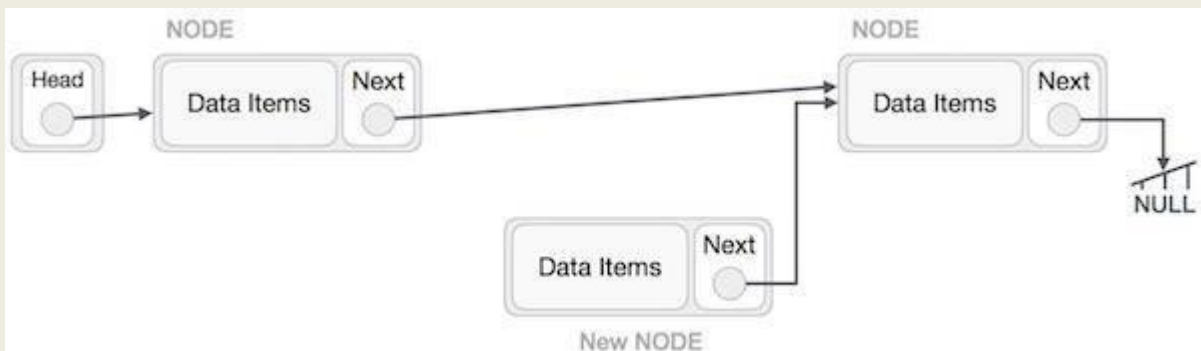 NODE
NODE
Head
Data Items
Next
Data Items
Next
NULL
Data Items
Next
New NODE